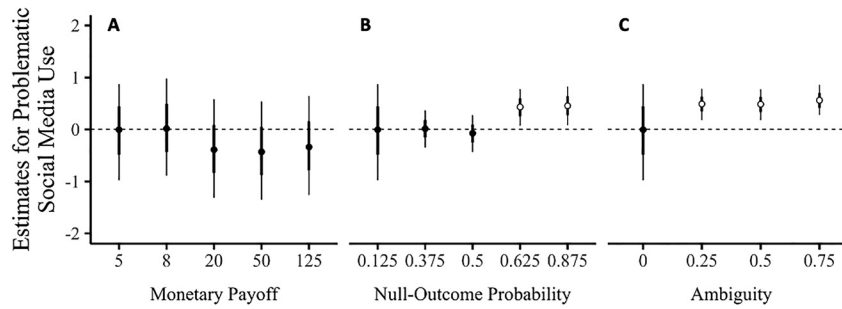 Estimates for Problematic
Social Media Use
2
1
0
-1
-2
A
5 8 20 50 125
Monetary Payoff
B
0.125 0.375 0.5 0.625 0.875
Null-Outcome Probability
C
0 0.25 0.5 0.75
Ambiguity